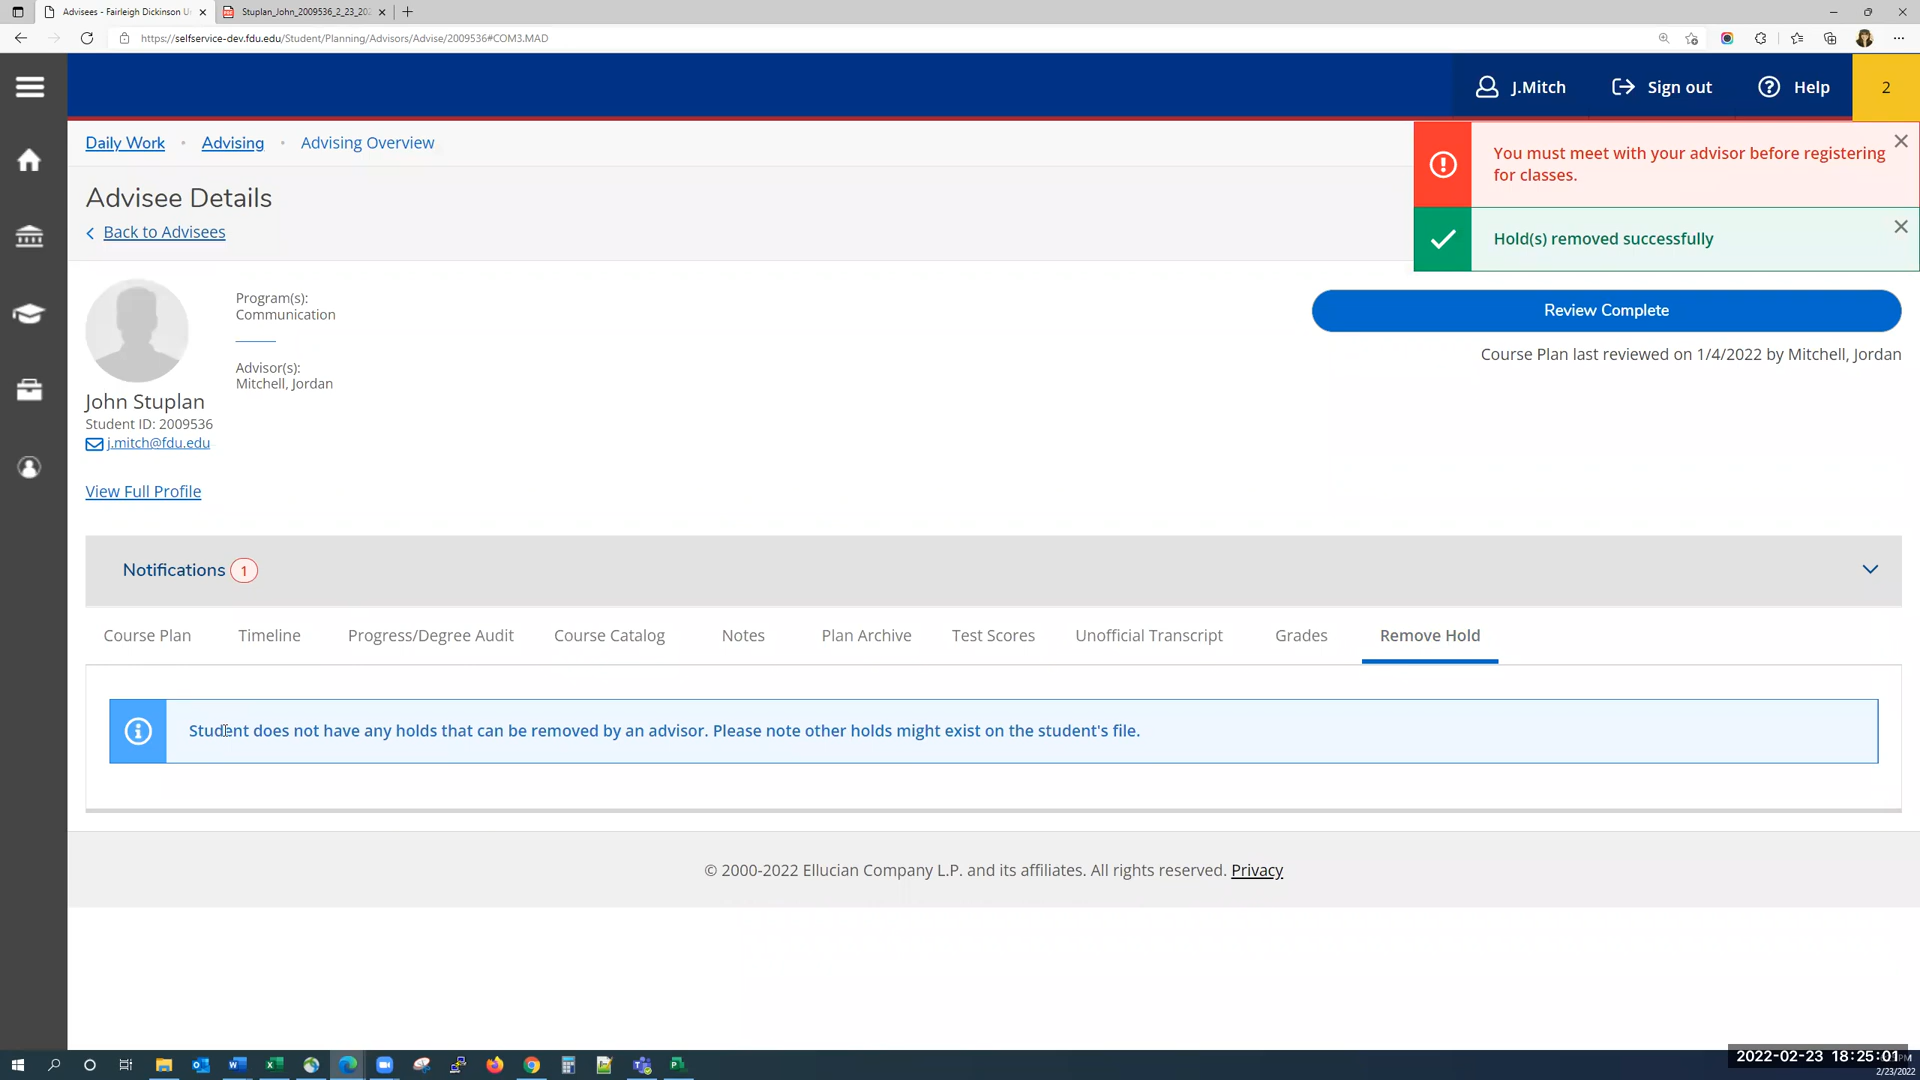 Advisees - Fairleigh Dickinson U
Stuplan_John_2009536_2_23_202
https://selfservice-dev.fdu.edu/Student/Planning/Advisors/Advise/2009536#COM3.MAD
J.Mitch
Sign out
Help
2
Daily Work
Advising
Advising Overview
You must meet with your advisor before registering
for classes.
Hold(s) removed successfully
Advisee Details
Back to Advisees
Program(s):
Communication
Advisor(s):
Mitchell, Jordan
Review Complete
Course Plan last reviewed on 1/4/2022 by Mitchell, Jordan
John Stuplan
Student ID: 2009536
j.mitch@fdu.edu
View Full Profile
Notifications 1
Course Plan
Timeline
Progress/Degree Audit
Course Catalog
Notes
Plan Archive
Test Scores
Unofficial Transcript
Grades
Remove Hold
Student does not have any holds that can be removed by an advisor. Please note other holds might exist on the student's file.
© 2000-2022 Ellucian Company L.P. and its affiliates. All rights reserved. Privacy
2022-02-23 18:25:01
2/23/2022